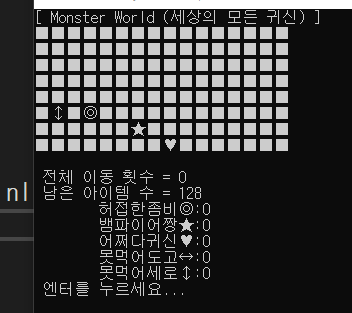 [ Monster World (세상의 모든 귀신) ]
전체 이동 횟수 = 0
남은 아이템 수 = 128
허접한좀비◎:0
뱀파이어짱★:0
어쩌다귀신♥:0
못먹어도고↔:0
못먹어세로↕:0
엔터를 누르세요...
nl